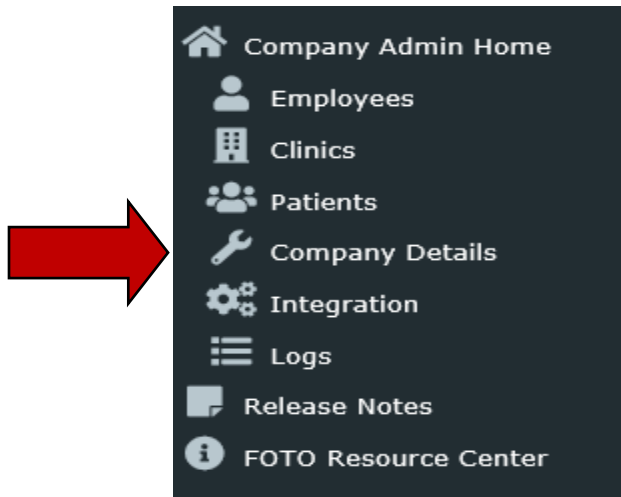 Company Admin Home
Employees
Clinics
Patients
Company Details
Integration
Logs
Release Notes
FOTO Resource Center